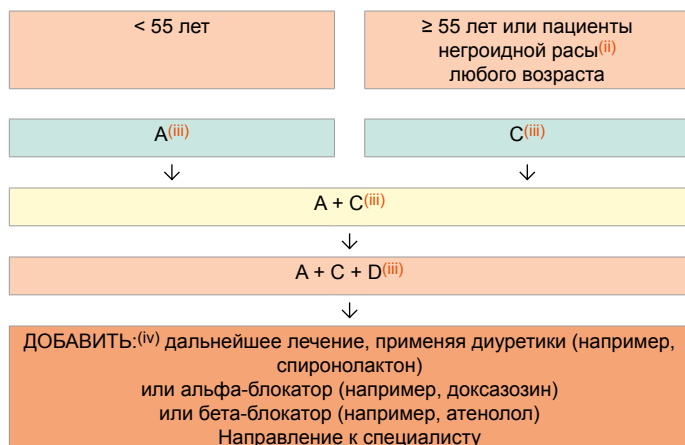 < 55 лет
≥ 55 лет или пациенты
негроидной расы(ii)
любого возраста
A(iii)
C(iii)
A + C(iii)
A + C + D(iii)
ДОБАВИТЬ:(iv) дальнейшее лечение, применяя диуретики (например,
спиронолактон)
или альфа-блокатор (например, доксазозин)
или бета-блокатор (например, атенолол)
Направление к специалисту